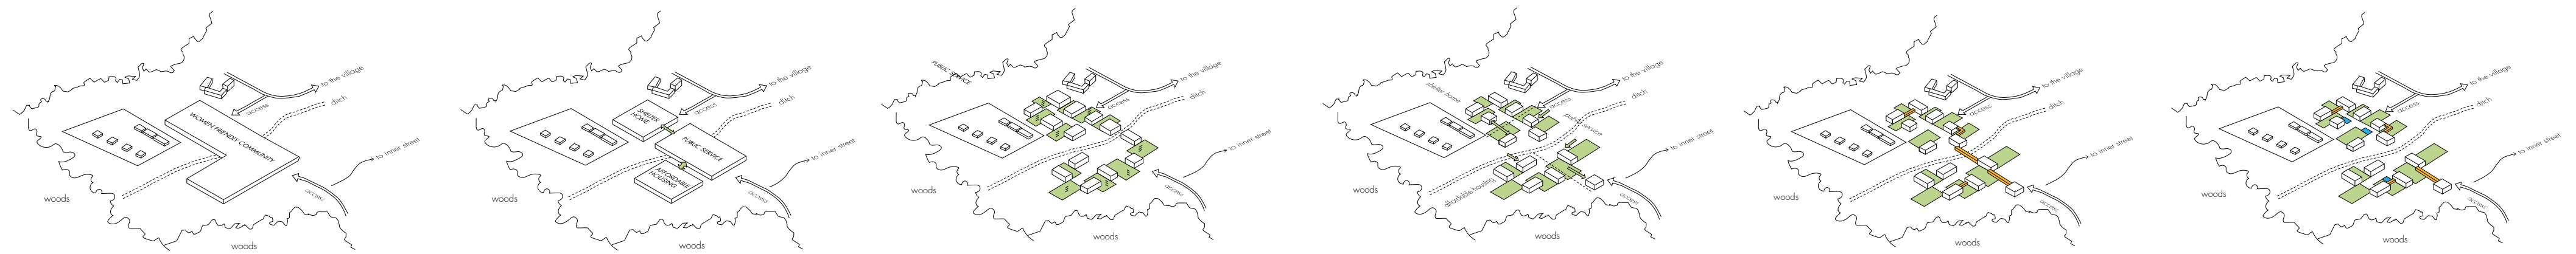 to the village
access
ditch
WOMEN FRIENDLY COMMUNITY
to inner street
access
woods
woods
to the village
access
ditch
SHELTER
HOME
PUBLIC SERVICE
AFFORDABLE
HOUSING
to inner street
access
woods
woods
PUBLIC SERVICE
to the village
access
ditch
to inner street
access
woods
woods
to the village
shelter home
access
ditch
public service
to inner street
affordable housing
access
woods
woods
to the village
access
ditch
to inner street
access
woods
woods
to the village
access
ditch
to inner street
access
woods
woods